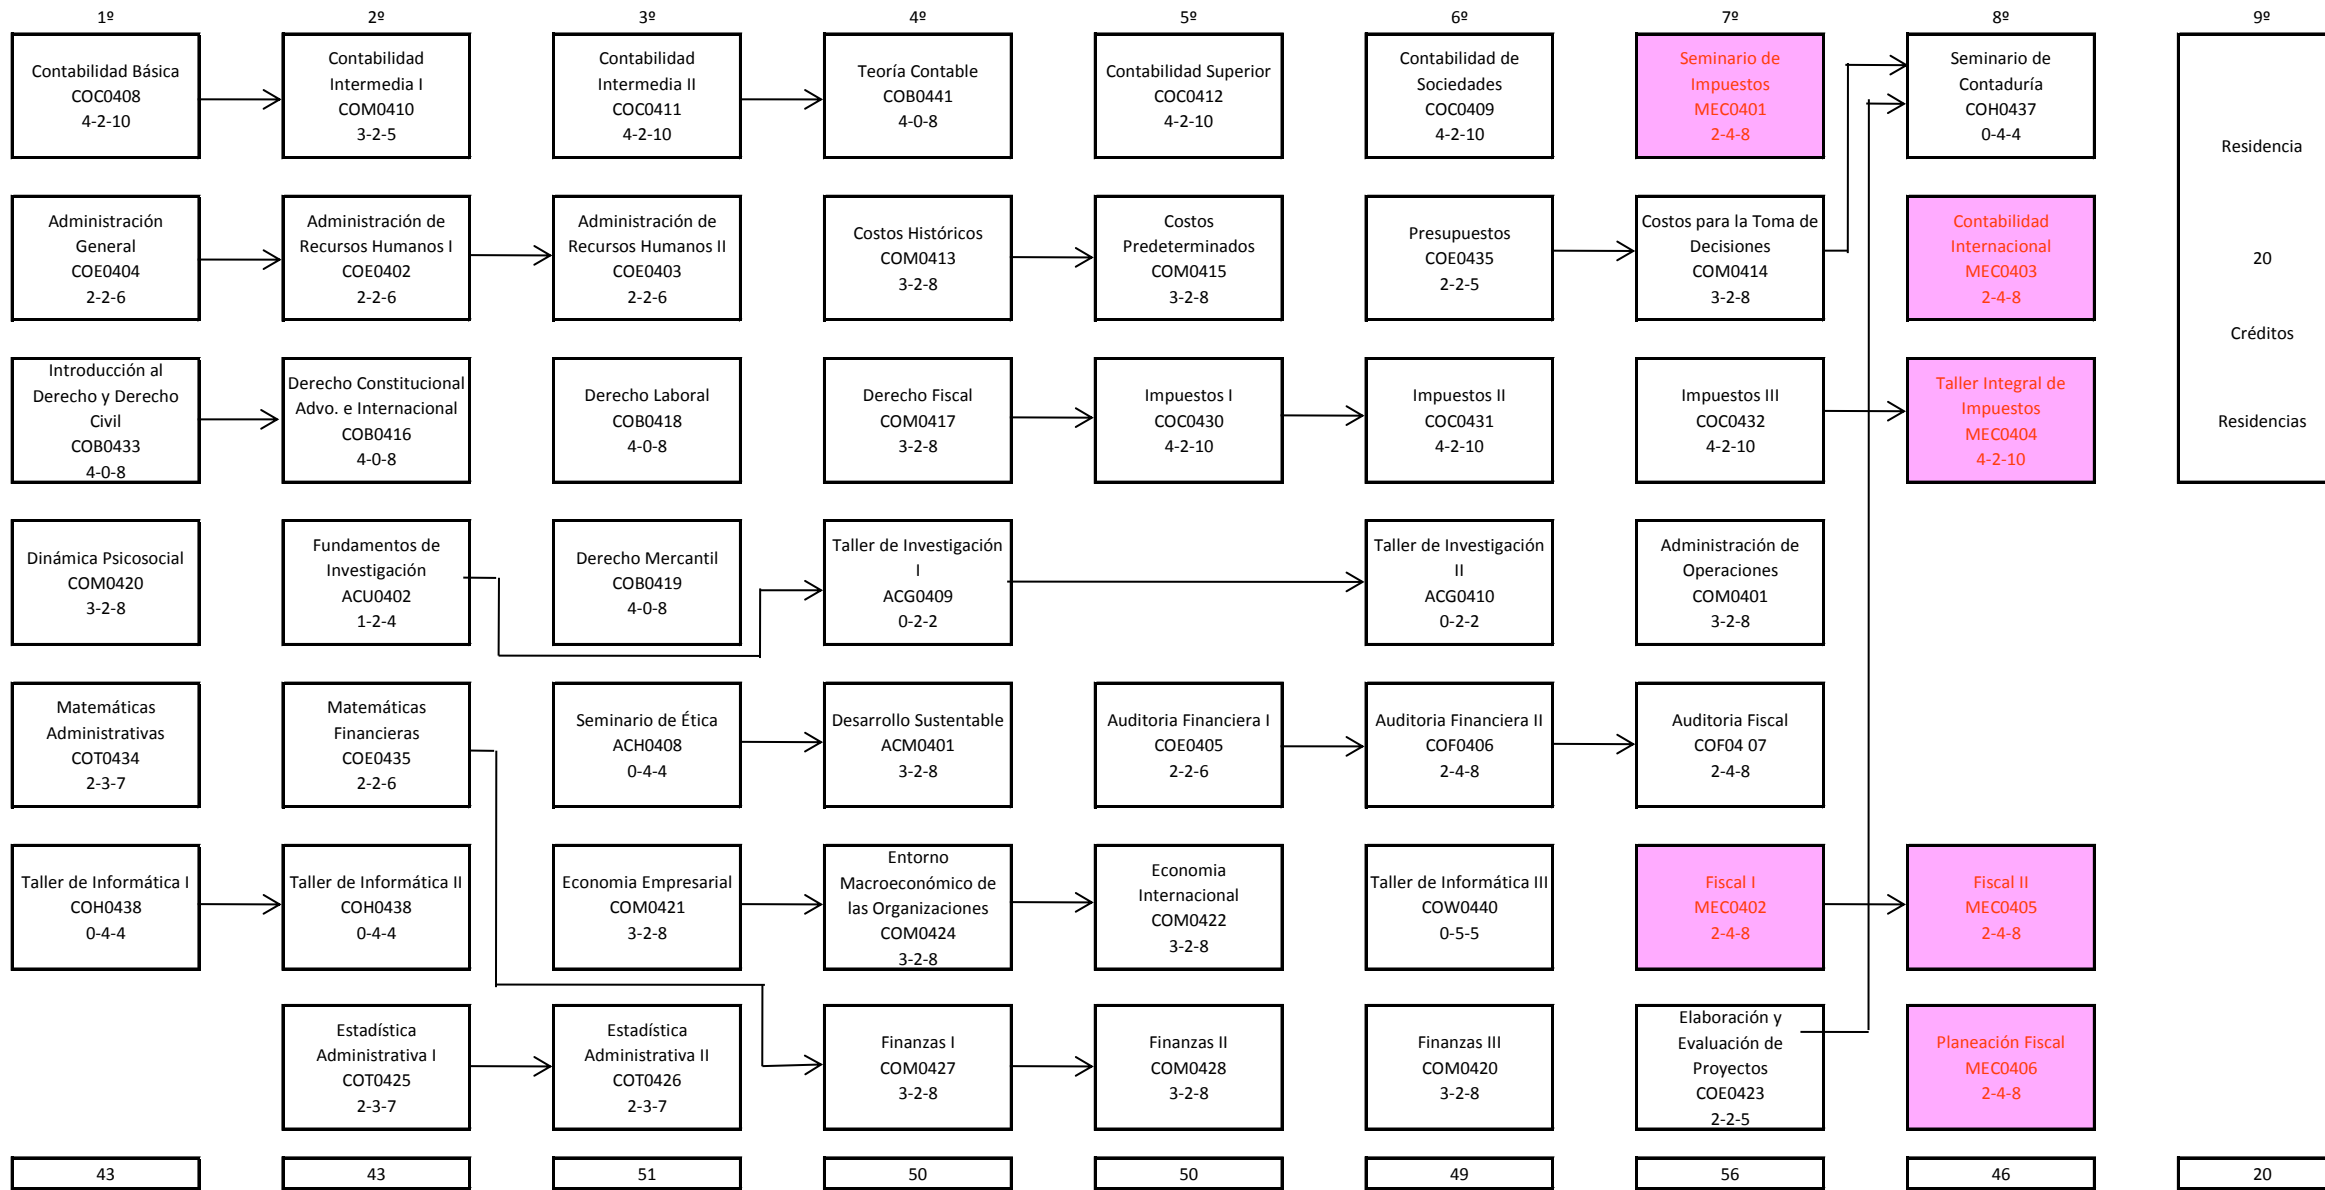 1º
2º
3º
4º
5º
6º
7º
8º
9º
Contabilidad Básica
COC0408
4-2-10
Contabilidad
Intermedia I
COM0410
3-2-5
Contabilidad
Intermedia II
COC0411
4-2-10
Teoría Contable
COB0441
4-0-8
Contabilidad Superior
COC0412
4-2-10
Contabilidad de
Sociedades
COC0409
4-2-10
Seminario de
Impuestos
MEC0401
2-4-8
Seminario de
Contaduría
COH0437
0-4-4
Residencia
20
Créditos
Residencias
Administración
General
COE0404
2-2-6
Administración de
Recursos Humanos I
COE0402
2-2-6
Administración de
Recursos Humanos II
COE0403
2-2-6
Costos Históricos
COM0413
3-2-8
Costos
Predeterminados
COM0415
3-2-8
Presupuestos
COE0435
2-2-5
Costos para la Toma de
Decisiones
COM0414
3-2-8
Contabilidad
Internacional
MEC0403
2-4-8
Introducción al
Derecho y Derecho
Civil
COB0433
4-0-8
Derecho Constitucional
Advo. e Internacional
COB0416
4-0-8
Derecho Laboral
COB0418
4-0-8
Derecho Fiscal
COM0417
3-2-8
Impuestos I
COC0430
4-2-10
Impuestos II
COC0431
4-2-10
Impuestos III
COC0432
4-2-10
Taller Integral de
Impuestos
MEC0404
4-2-10
Dinámica Psicosocial
COM0420
3-2-8
Fundamentos de
Investigación
ACU0402
1-2-4
Derecho Mercantil
COB0419
4-0-8
Taller de Investigación
I
ACG0409
0-2-2
Taller de Investigación
II
ACG0410
0-2-2
Administración de
Operaciones
COM0401
3-2-8
Matemáticas
Administrativas
COT0434
2-3-7
Matemáticas
Financieras
COE0435
2-2-6
Seminario de Ética
ACH0408
0-4-4
Desarrollo Sustentable
ACM0401
3-2-8
Auditoria Financiera I
COE0405
2-2-6
Auditoria Financiera II
COF0406
2-4-8
Auditoria Fiscal
COF04 07
2-4-8
Taller de Informática I
COH0438
0-4-4
Taller de Informática II
COH0438
0-4-4
Economia Empresarial
COM0421
3-2-8
Entorno
Macroeconómico de
las Organizaciones
COM0424
3-2-8
Economia
Internacional
COM0422
3-2-8
Taller de Informática III
COW0440
0-5-5
Fiscal I
MEC0402
2-4-8
Fiscal II
MEC0405
2-4-8
Estadística
Administrativa I
COT0425
2-3-7
Estadística
Administrativa II
COT0426
2-3-7
Finanzas I
COM0427
3-2-8
Finanzas II
COM0428
3-2-8
Finanzas III
COM0420
3-2-8
Elaboración y
Evaluación de
Proyectos
COE0423
2-2-5
Planeación Fiscal
MEC0406
2-4-8
43
43
51
50
50
49
56
46
20